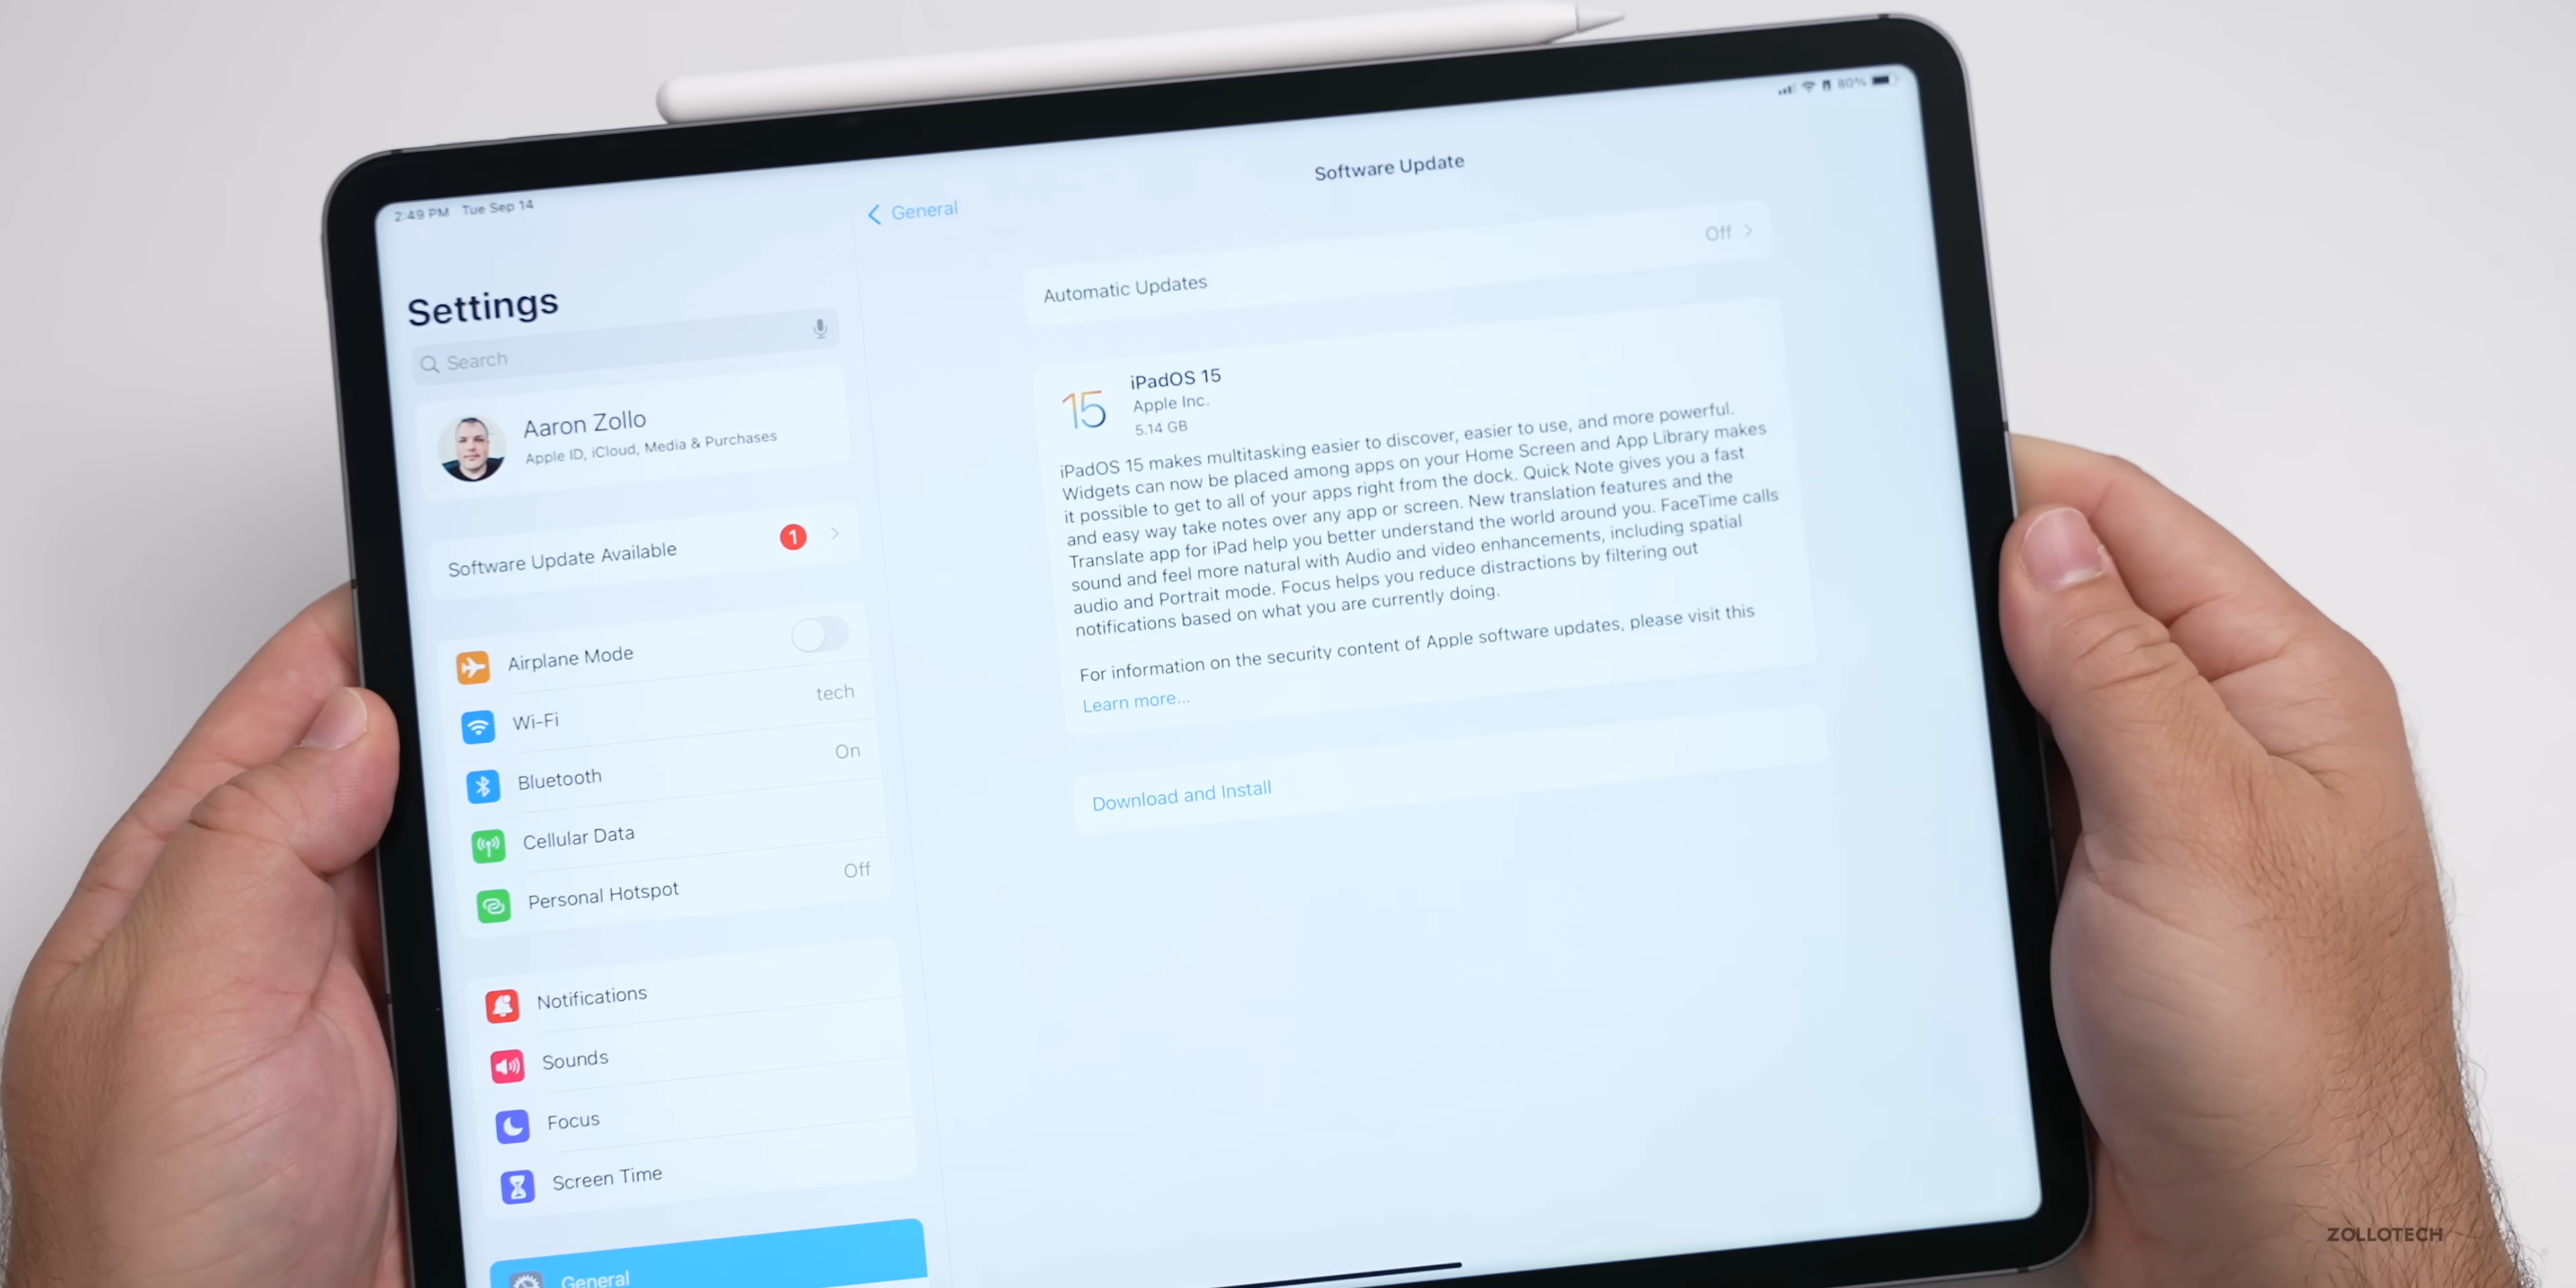 2:49 PM Tue Sep 14
80%
Settings
Search
Aaron Zollo
Apple ID, iCloud, Media & Purchases
Software Update Available
1
Airplane Mode
Wi-Fi
tech
Bluetooth
On
Cellular Data
Personal Hotspot
Off
Notifications
Sounds
Focus
Screen Time
General
General
Software Update
Automatic Updates
Off
15
iPadOS 15
Apple Inc.
5.14 GB
iPadOS 15 makes multitasking easier to discover, easier to use, and more powerful.
Widgets can now be placed among apps on your Home Screen and App Library makes
it possible to get to all of your apps right from the dock. Quick Note gives you a fast
and easy way take notes over any app or screen. New translation features and the
Translate app for iPad help you better understand the world around you. FaceTime calls
sound and feel more natural with Audio and video enhancements, including spatial
audio and Portrait mode. Focus helps you reduce distractions by filtering out
notifications based on what you are currently doing.
For information on the security content of Apple software updates, please visit this
Learn more...
Download and Install
ZOLLOTECH